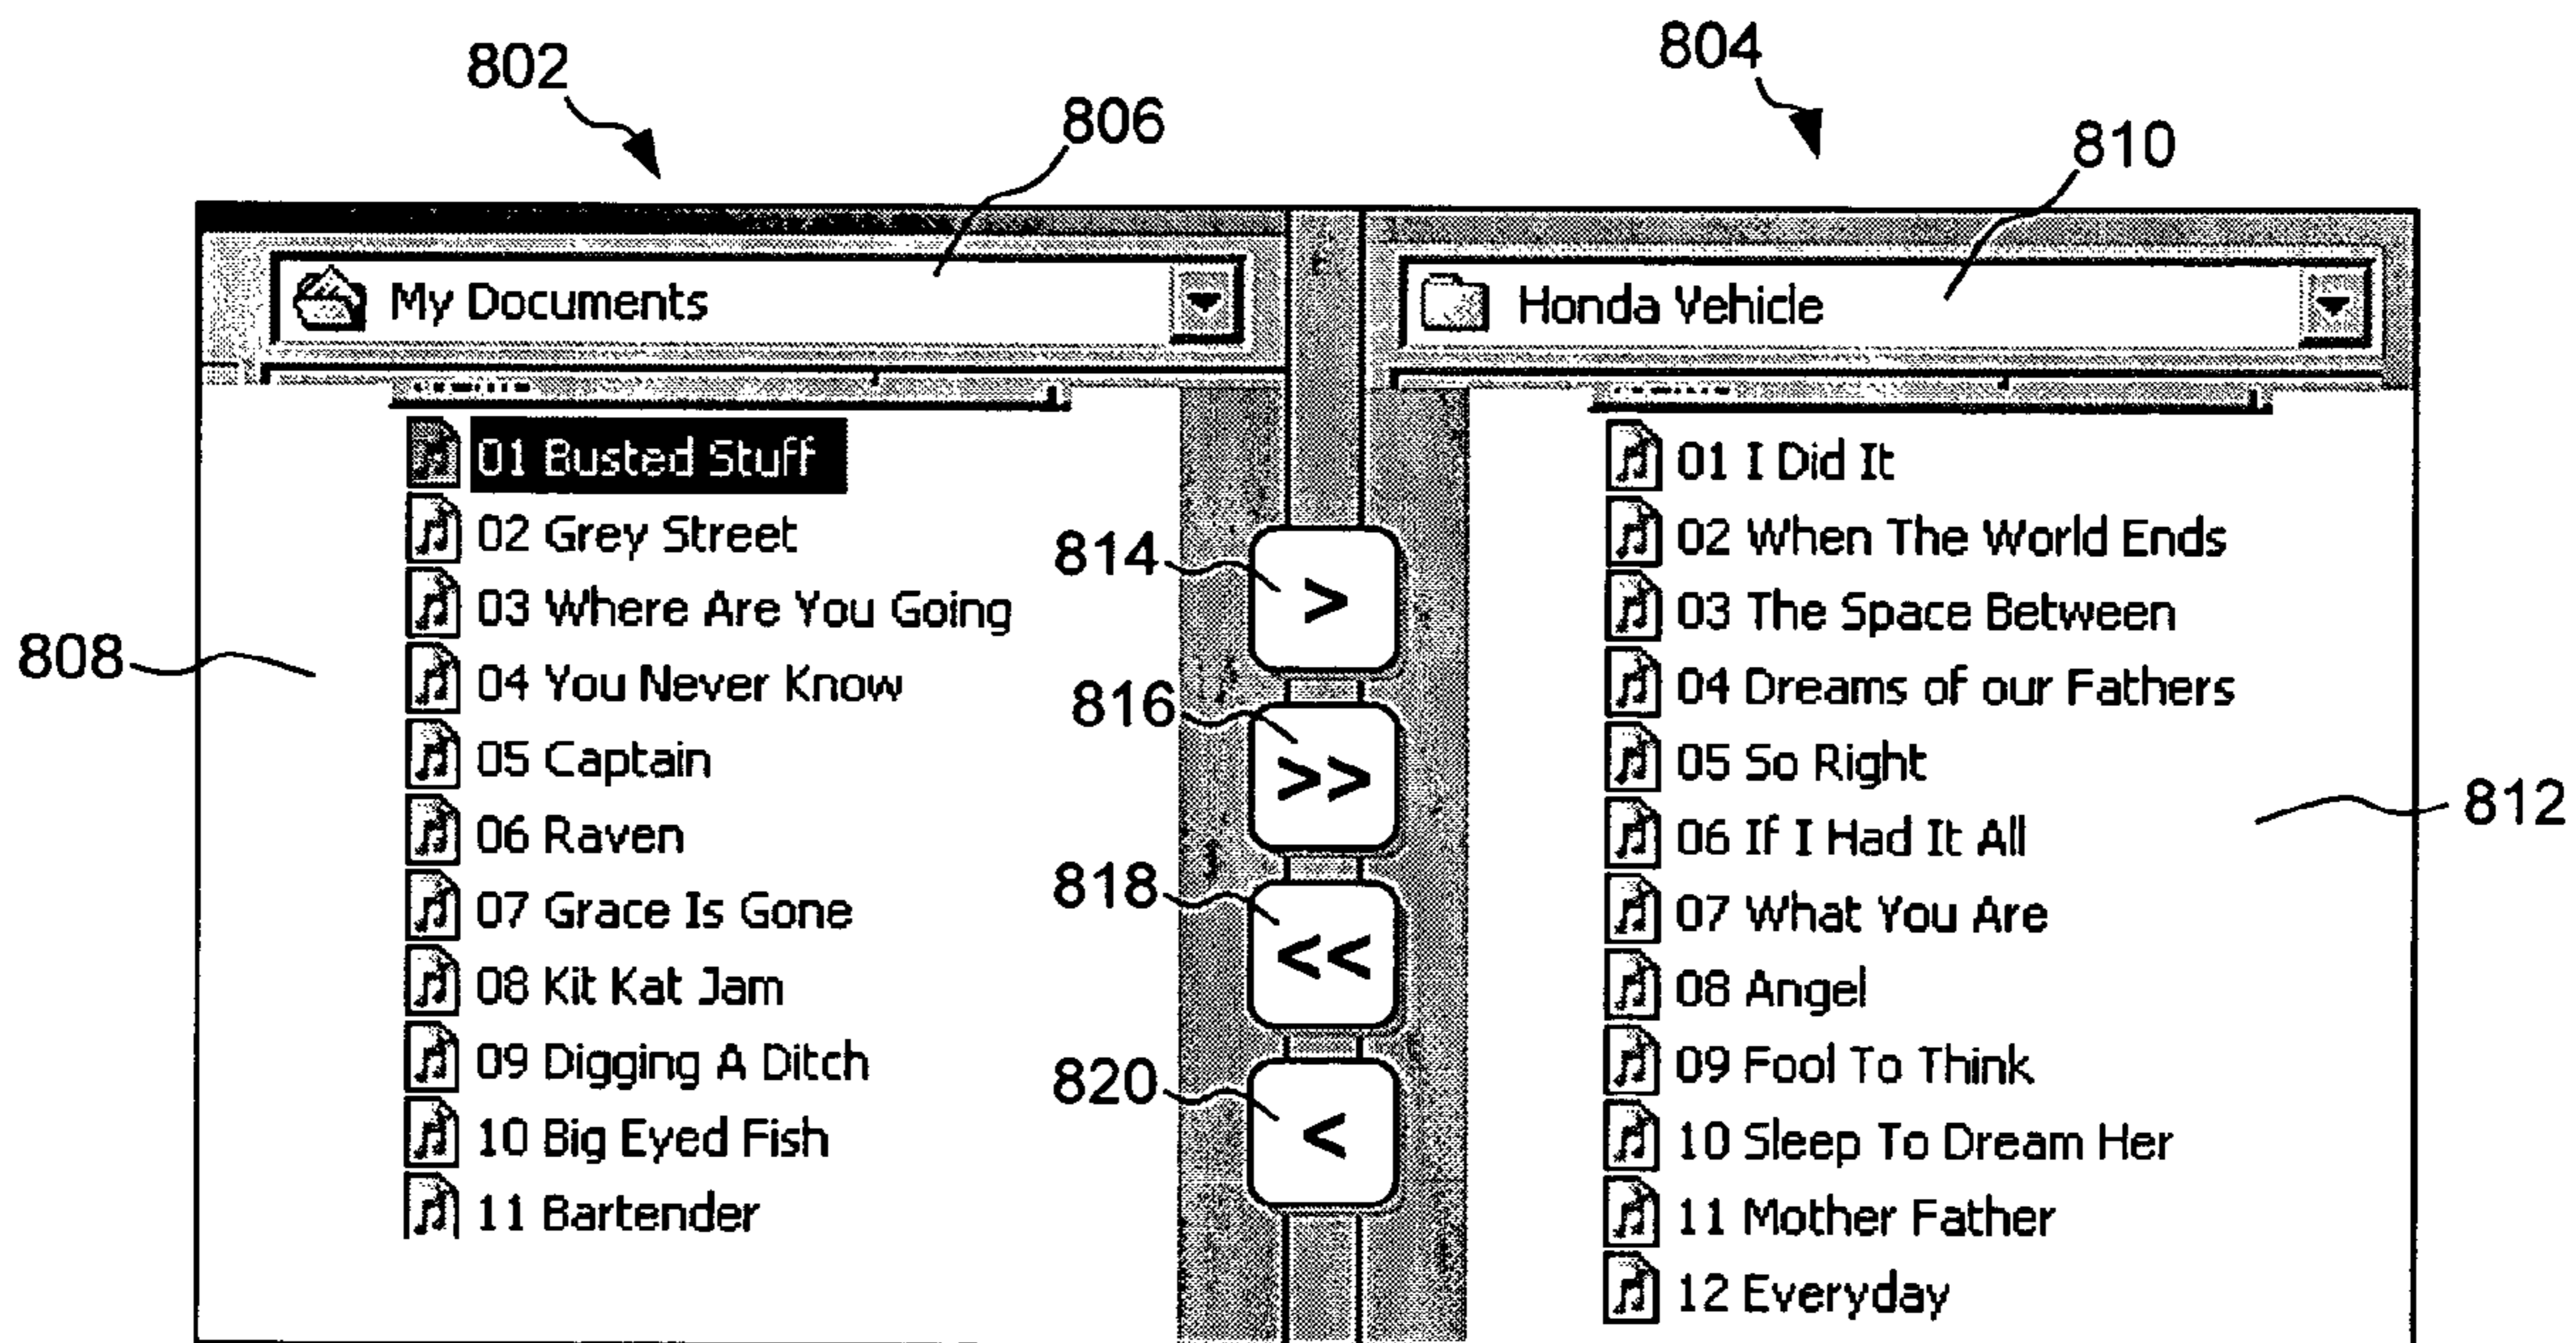 802
804
806
810
My Documents
Honda Vehicle
01 Busted Stuff
02 Grey Street
03 Where Are You Going
04 You Never Know
05 Captain
06 Raven
07 Grace Is Gone
08 Kit Kat Jam
09 Digging A Ditch
10 Big Eyed Fish
11 Bartender
808
814
>
816
>>
818
<<
820
<
01 I Did It
02 When The World Ends
03 The Space Between
04 Dreams of our Fathers
05 So Right
06 If I Had It All
07 What You Are
08 Angel
09 Fool To Think
10 Sleep To Dream Her
11 Mother Father
12 Everyday
812